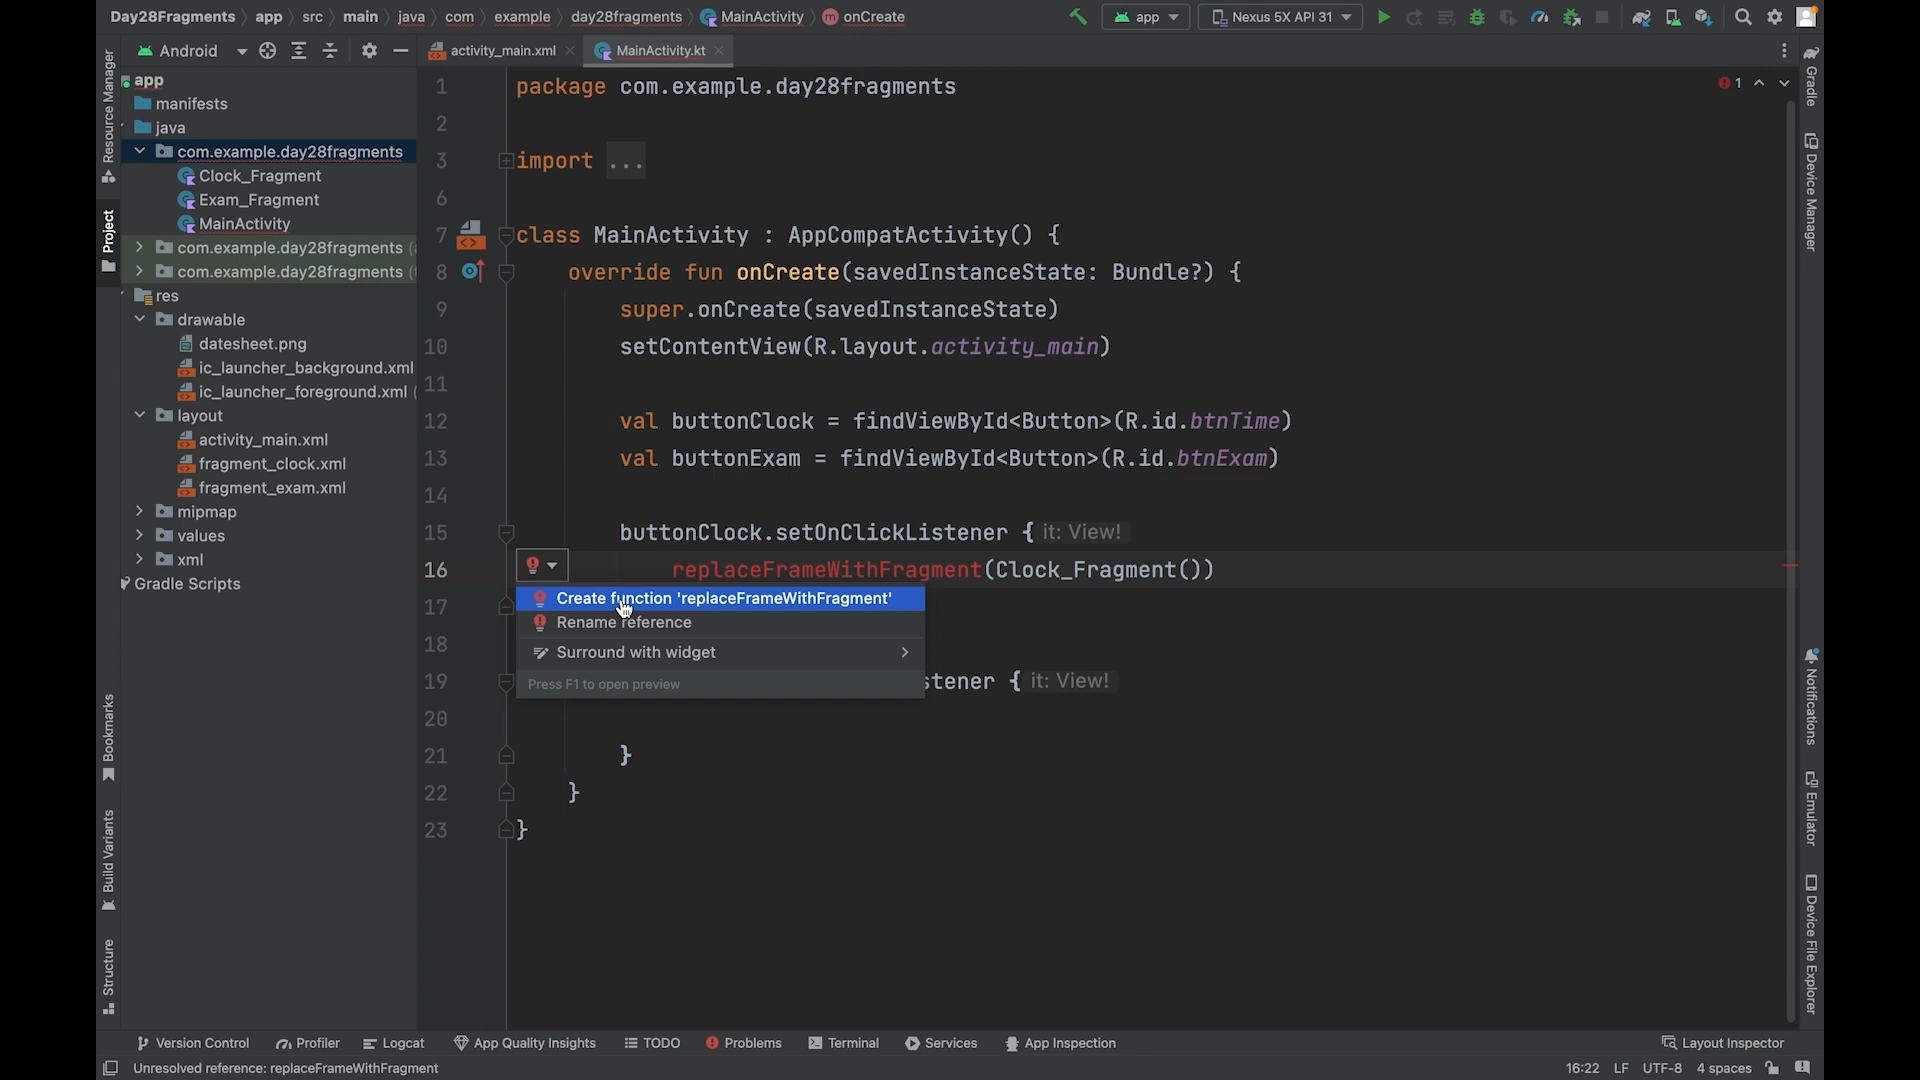 Day28Fragments app src main java com example day28fragments MainActivity onCreate app Nexus 5X API 31
Android activity_main.xml MainActivity.kt
Resource Manager
Project
Bookmarks
Build Variants
Structure
app
manifests
java
com.example.day28fragments
Clock_Fragment
Exam_Fragment
MainActivity
com.example.day28fragments
com.example.day28fragments
res
drawable
datesheet.png
ic_launcher_background.xml
ic_launcher_foreground.xml
layout
activity_main.xml
fragment_clock.xml
fragment_exam.xml
mipmap
values
xml
Gradle Scripts
1 package com.example.day28fragments
2
3 import ...
6
7 class MainActivity : AppCompatActivity() {
8 override fun onCreate(savedInstanceState: Bundle?) {
9 super.onCreate(savedInstanceState)
10 setContentView(R.layout.activity_main)
11
12 val buttonClock = findViewById<Button>(R.id.btnTime)
13 val buttonExam = findViewById<Button>(R.id.btnExam)
14
15 buttonClock.setOnClickListener { it: View!
16 replaceFrameWithFragment(Clock_Fragment())
17
18
19 stener { it: View!
20
21 }
22 }
23 }
Create function 'replaceFrameWithFragment'
Rename reference
Surround with widget
Press F1 to open preview
1
Gradle
Device Manager
Notifications
Emulator
Device File Explorer
Version Control Profiler Logcat App Quality Insights TODO Problems Terminal Services App Inspection Layout Inspector
Unresolved reference: replaceFrameWithFragment 16:22 LF UTF-8 4 spaces